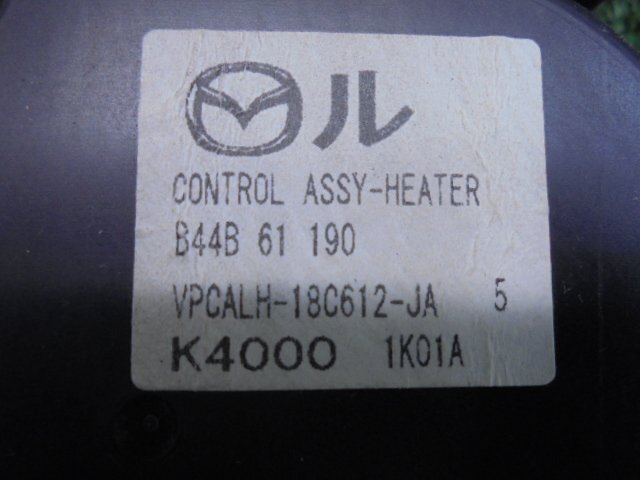 ル
CONTROL ASSY-HEATER
B44B 61 190
VPCALH-18C612-JA 5
K4000 1K01A